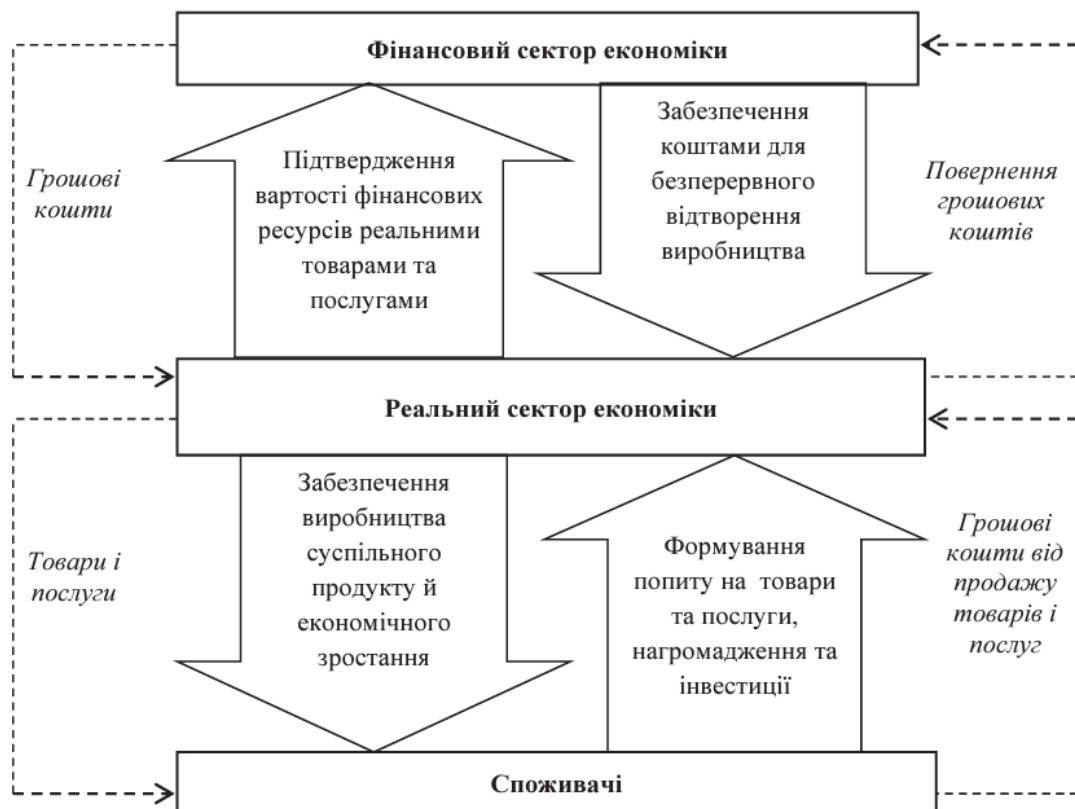 Фінансовий сектор економіки
Грошові
кошти
Підтвердження
вартості фінансових
ресурсів реальними
товарами та
послугами
Забезпечення
коштами для
безперервного
відтворення
виробництва
Повернення
грошових
коштів
Реальний сектор економіки
Товари і
послуги
Забезпечення
виробництва
суспільного
продукту й
економічного
зростання
Формування
попиту на товари
та послуги,
нагромадження та
інвестиції
Грошові
кошти від
продажу
товарів і
послуг
Споживачі